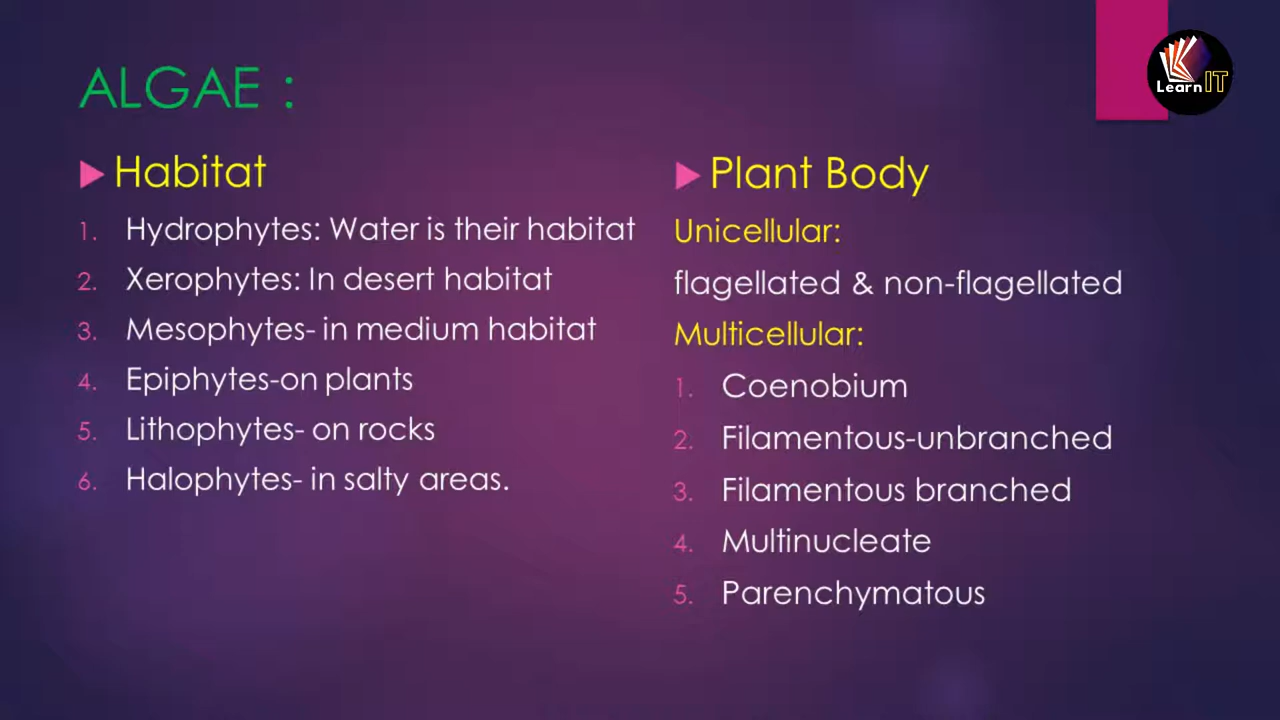 ALGAE :
Learn IT
Habitat
1. Hydrophytes: Water is their habitat
2. Xerophytes: In desert habitat
3. Mesophytes- in medium habitat
4. Epiphytes-on plants
5. Lithophytes- on rocks
6. Halophytes- in salty areas.
Plant Body
Unicellular:
flagellated & non-flagellated
Multicellular:
1. Coenobium
2. Filamentous-unbranched
3. Filamentous branched
4. Multinucleate
5. Parenchymatous